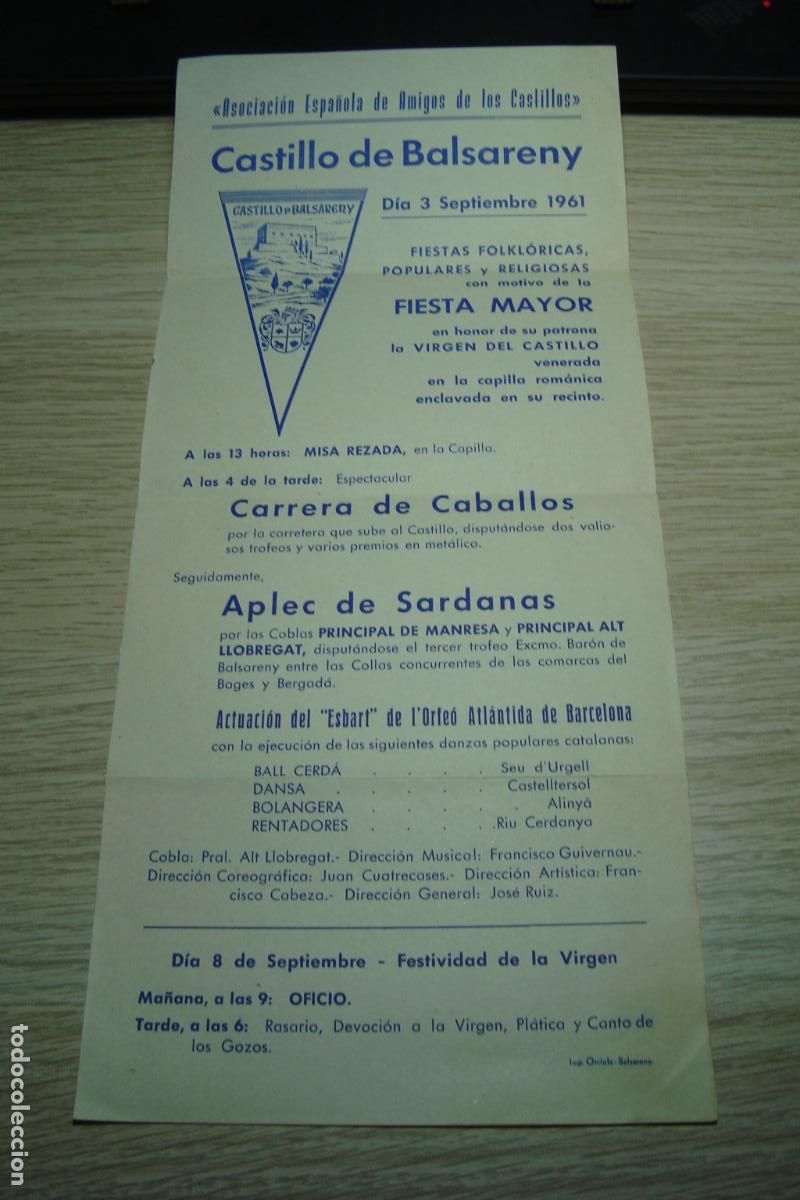 «Asociación Española de Amigos de los Castillos»
Castillo de Balsareny
CASTILLO DE BALSARENY
Día 3 Septiembre 1961
FIESTAS FOLKLÓRICAS,
POPULARES y RELIGIOSAS
con motivo de la
FIESTA MAYOR
en honor de su patrona
la VIRGEN DEL CASTILLO
venerada
en la capilla románica
enclavada en su recinto.
A las 13 horas: MISA REZADA, en la Capilla.
A las 4 de la tarde: Espectacular
Carrera de Caballos
por la carretera que sube al Castillo, disputándose dos valio-
sos trofeos y varios premios en metálico.
Seguidamente,
Aplec de Sardanas
por las Coblas PRINCIPAL DE MANRESA y PRINCIPAL ALT
LLOBREGAT, disputándose el tercer trofeo Excmo. Barón de
Balsareny entre las Collas concurrentes de las comarcas del
Bages y Bergadá.
Actuación del "Esbart" de l'Orfeó Atlántida de Barcelona
con la ejecución de las siguientes danzas populares catalanas:
BALL CERDÁ . . . . Seu d'Urgell
DANSA . . . . . Castelltersol
BOLANGERA . . . . . Alinyá
RENTADORES . . . . .Riu Cerdanya
Cobla: Pral. Alt Llobregat.- Dirección Musical: Francisco Guivernau.-
Dirección Coreográfica: Juan Cuatrecases.- Dirección Artística: Fran-
cisco Cabeza.- Dirección General: José Ruiz.
Día 8 de Septiembre - Festividad de la Virgen
Mañana, a las 9: OFICIO.
Tarde, a las 6: Rosario, Devoción a la Virgen, Plática y Canto de
los Gozos.
Imp. Orriols - Balsareny.
todocoleccion